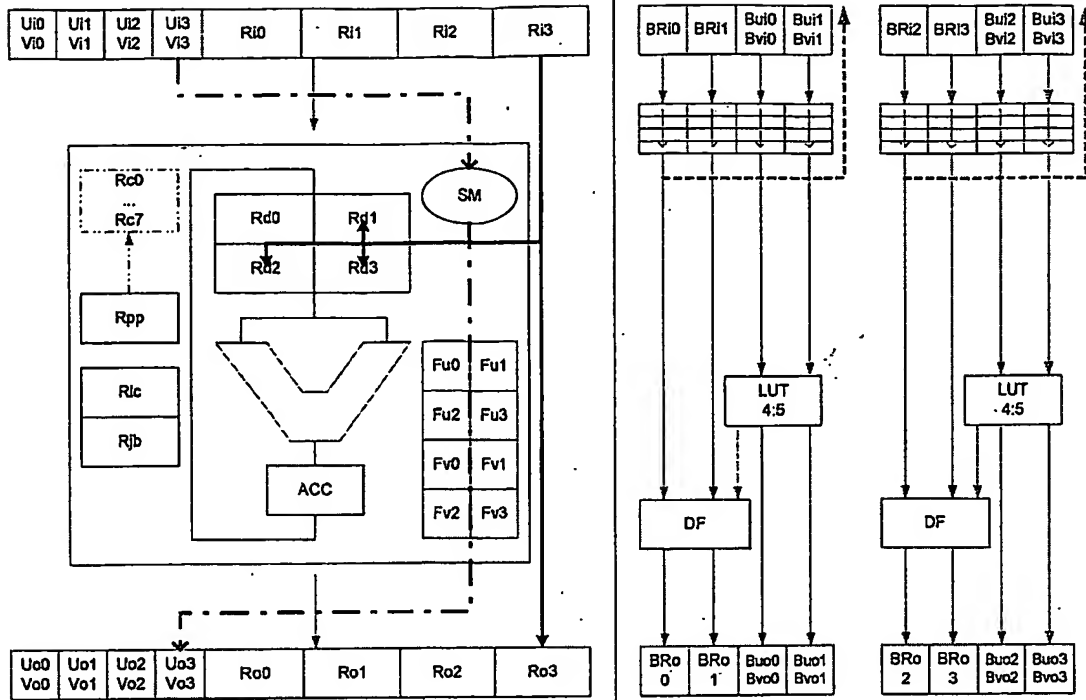 Ui0 Ui1 Ui2 Ui3 Ri0 Ri1 Ri2 Ri3
Vi0 Vi1 Vi2 Vi3
Rc0
...
Rc7
Rpp
Rlc
Rjb
Rd0 Rd1
Rd2 Rd3
SM
Fu0 Fu1
Fu2 Fu3
Fv0 Fv1
Fv2 Fv3
ACC
Uo0 Uo1 Uo2 Uo3 Ro0 Ro1 Ro2 Ro3
Vo0 Vo1 Vo2 Vo3
BRi0 BRi1 Bui0 Bui1
Bvi0 Bvi1
LUT
4:5
DF
BRo BRo Buo0 Buo1
0 1 Bvo0 Bvo1
BRi2 BRi3 Bui2 Bui3
Bvi2 Bvi3
LUT
4:5
DF
BRo BRo Buo2 Buo3
2 3 Bvo2 Bvo3